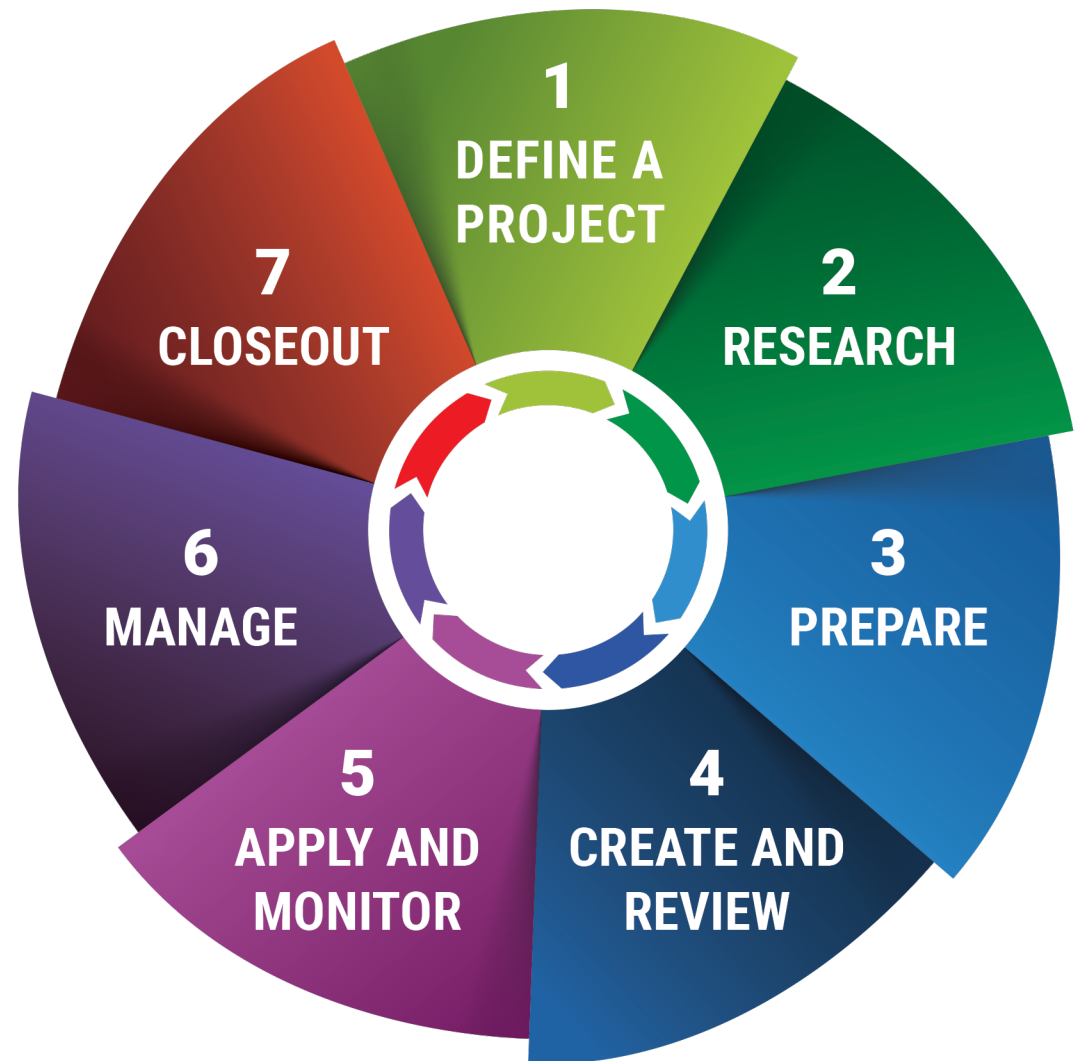 1
DEFINE A
PROJECT
2
RESEARCH
3
PREPARE
4
CREATE AND
REVIEW
5
APPLY AND
MONITOR
6
MANAGE
7
CLOSEOUT